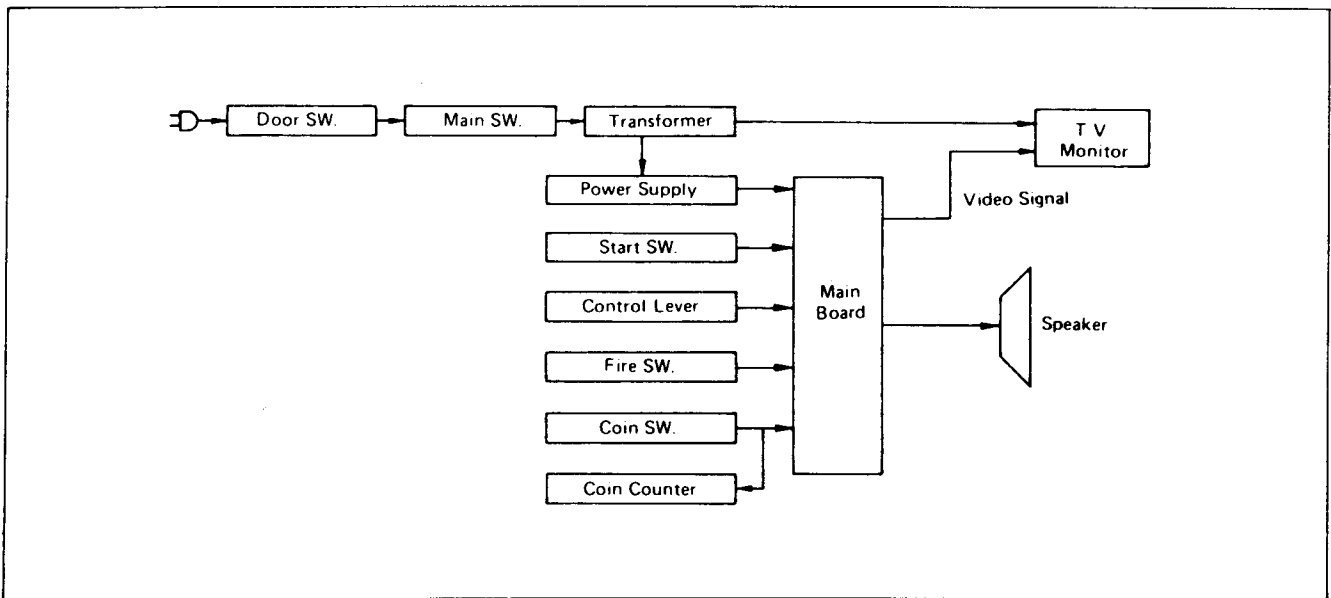 Door SW.
Main SW.
Transformer
T V
Monitor
Power Supply
Video Signal
Start SW.
Main
Board
Control Lever
Speaker
Fire SW.
Coin SW.
Coin Counter